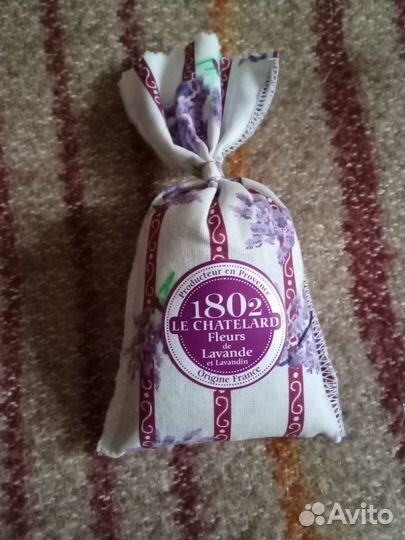 Producteur en Provence
1802
LE CHATELARD
Fleurs
de
Lavande
et Lavandin
Origine France
Avito